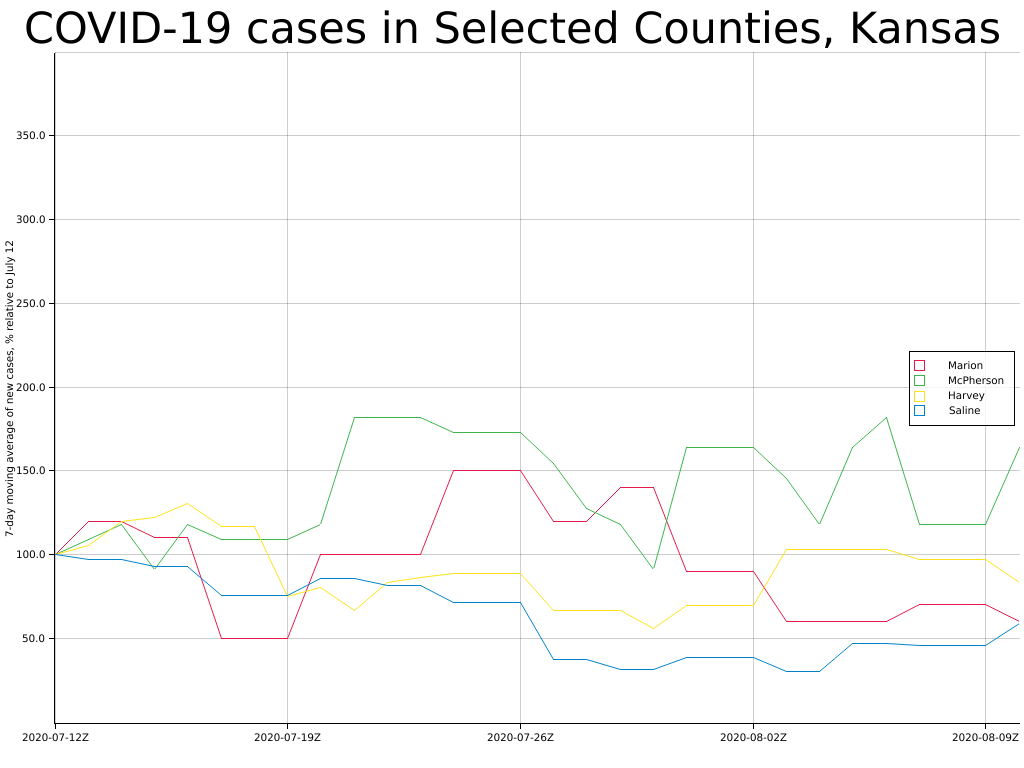 COVID-19 cases in Selected Counties, Kansas
7-day moving average of new cases, % relative to July 12
350.0
300.0
250.0
200.0
150.0
100.0
50.0
Marion
McPherson
Harvey
Saline
2020-07-12Z
2020-07-19Z
2020-07-26Z
2020-08-02Z
2020-08-09Z